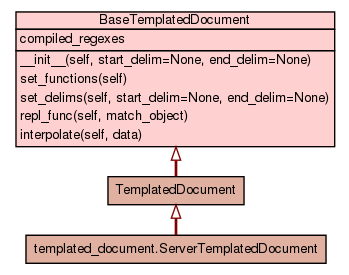 BaseTemplatedDocument
compiled_regexes
__init__(self, start_delim=None, end_delim=None)
set_functions(self)
set_delims(self, start_delim=None, end_delim=None)
repl_func(self, match_object)
interpolate(self, data)
TemplatedDocument
templated_document.ServerTemplatedDocument